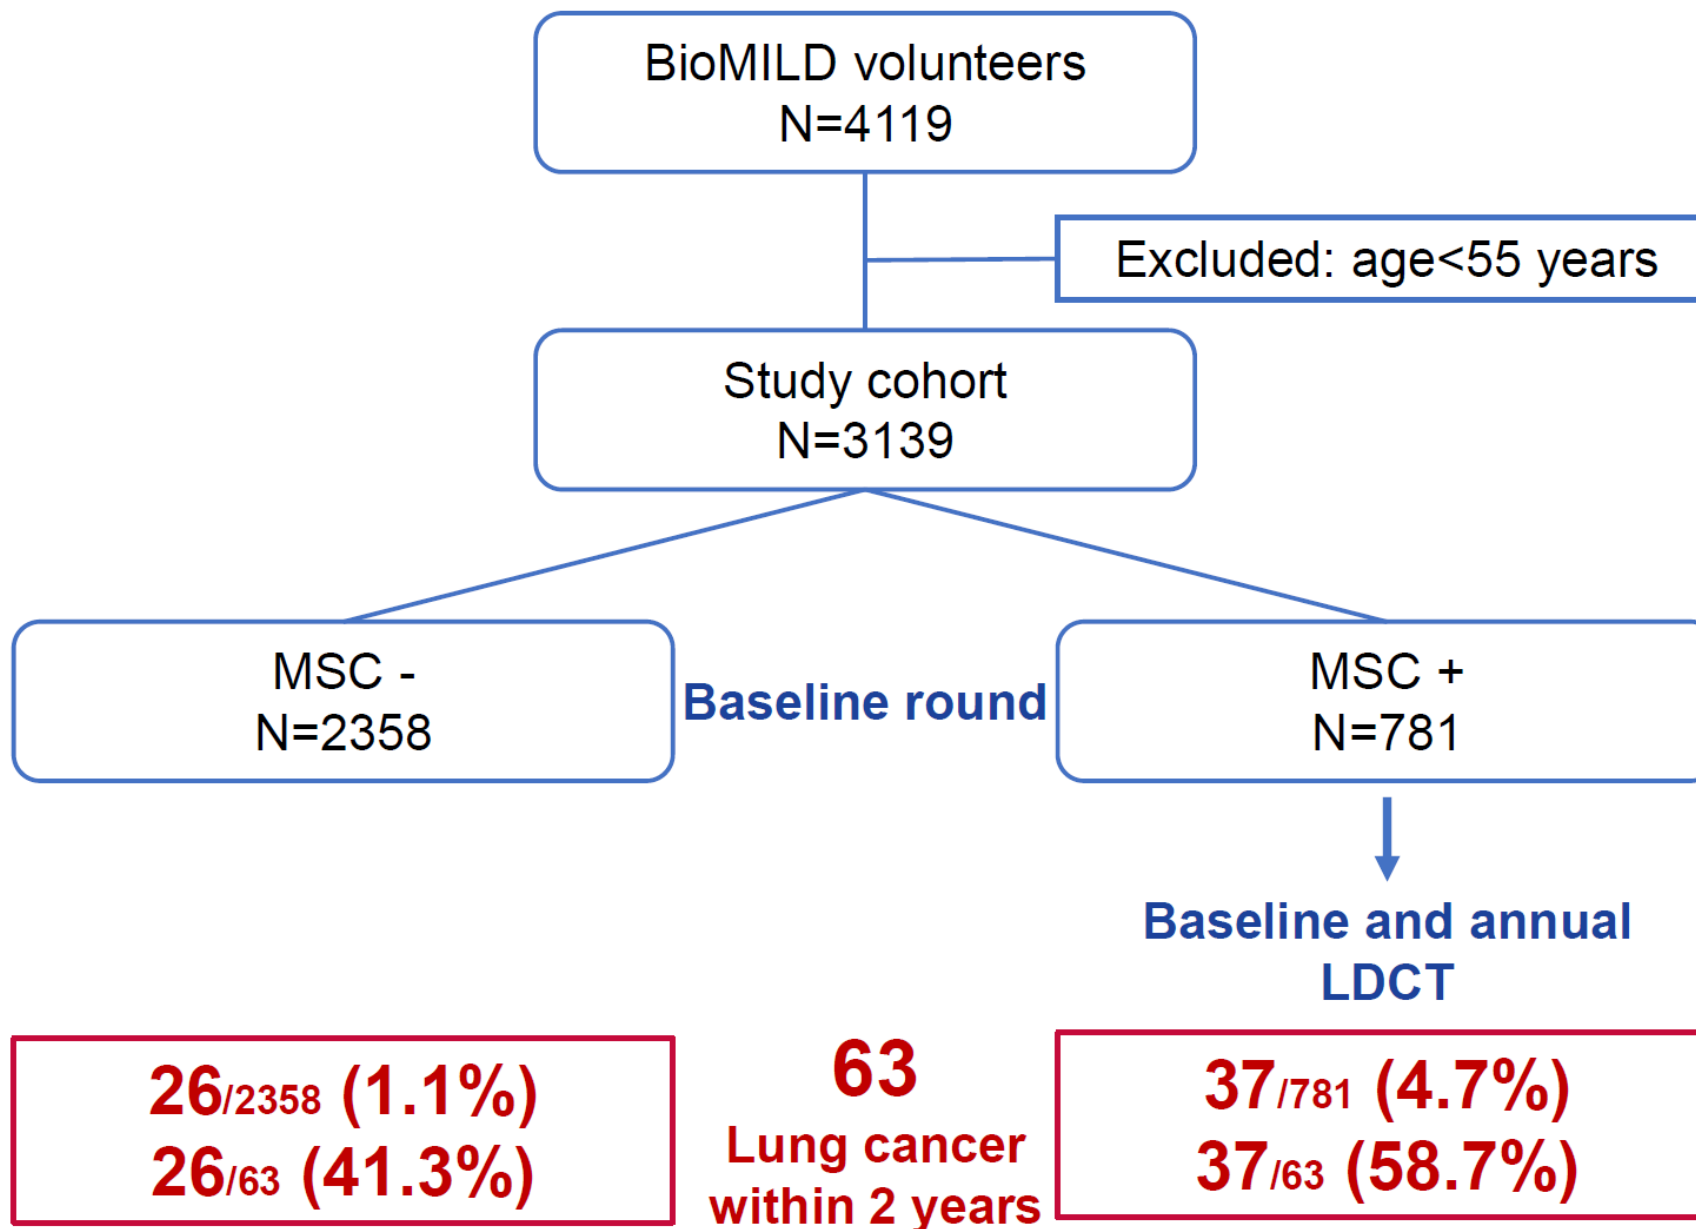 BioMILD volunteers
N=4119
Excluded: age<55 years
Study cohort
N=3139
MSC -
N=2358
Baseline round
MSC +
N=781
Baseline and annual
LDCT
26/2358 (1.1%)
26/63 (41.3%)
63
Lung cancer
within 2 years
37/781 (4.7%)
37/63 (58.7%)